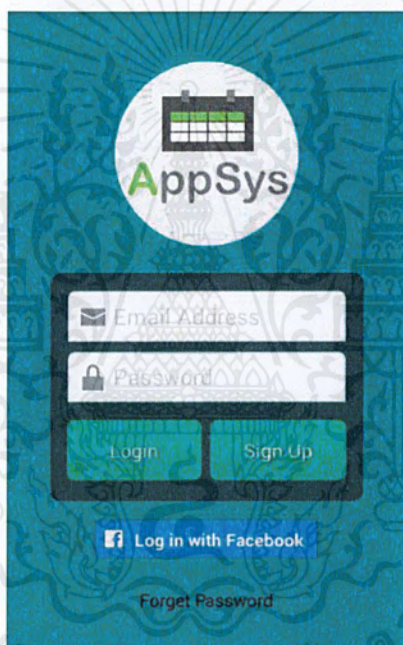 AppSys
Email Address
Password
Login Sign Up
Log in with Facebook
Forget Password